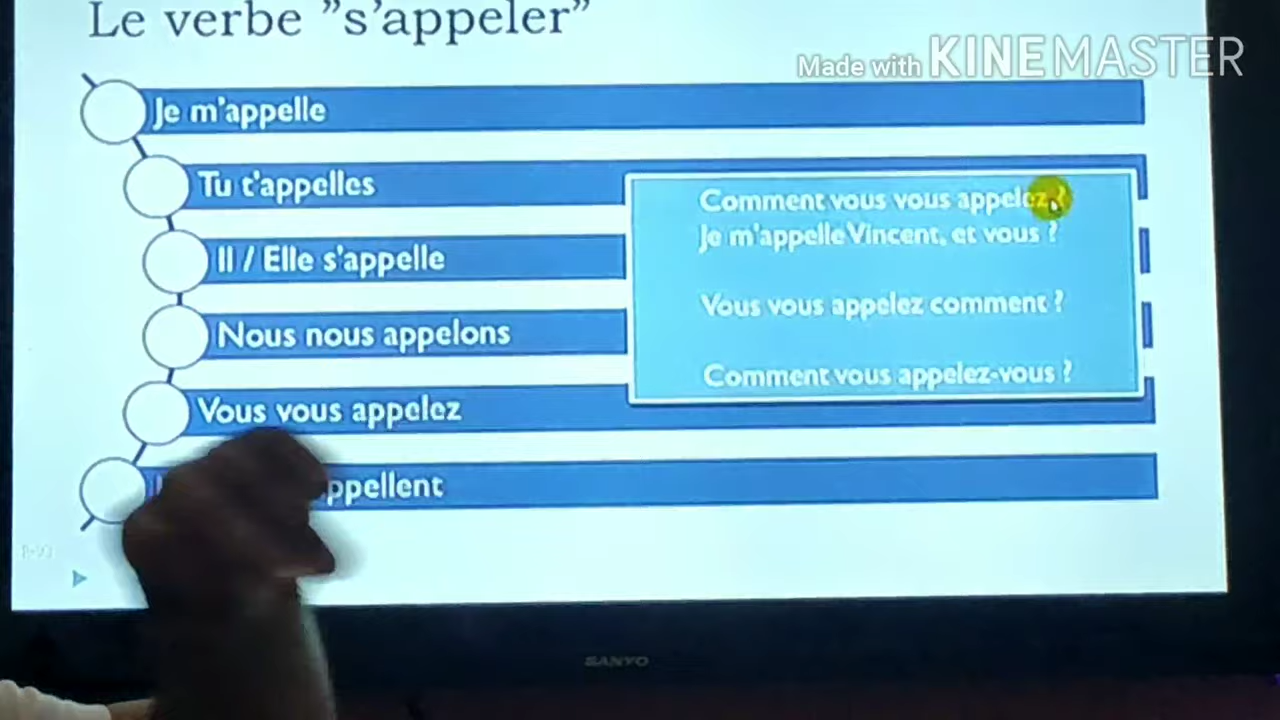 Le verbe ”s’appeler”
Made with KINEMASTER
Je m'appelle
Tu t'appelles
Il / Elle s'appelle
Nous nous appelons
Vous vous appelez
ppellent
Comment vous vous appelez ?
Je m'appelle Vincent, et vous ?
Vous vous appelez comment ?
Comment vous appelez-vous ?
SANYO